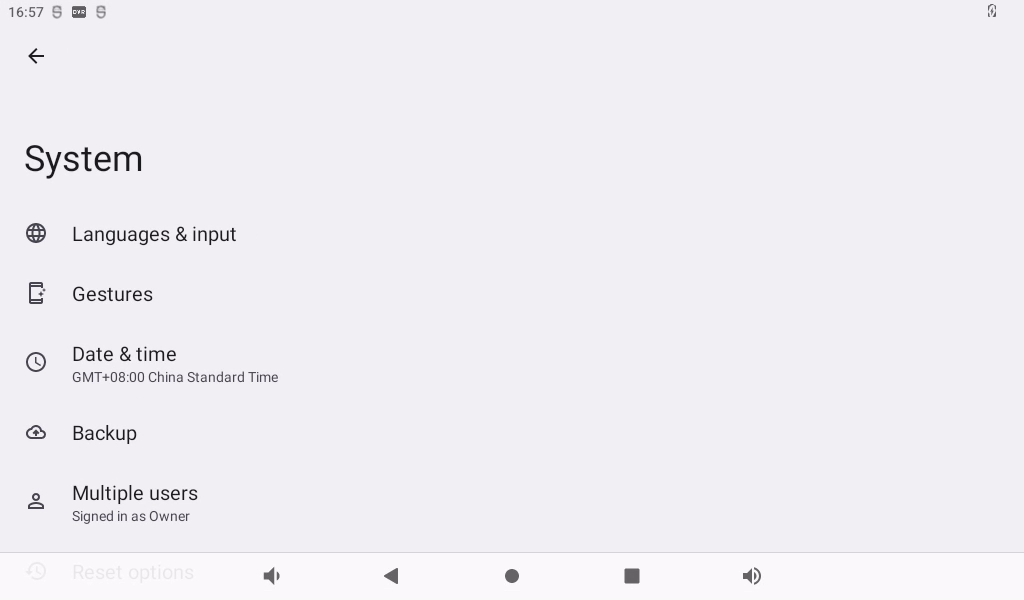 16:57
DVR
System
Languages & input
Gestures
Date & time
GMT+08:00 China Standard Time
Backup
Multiple users
Signed in as Owner
Reset options